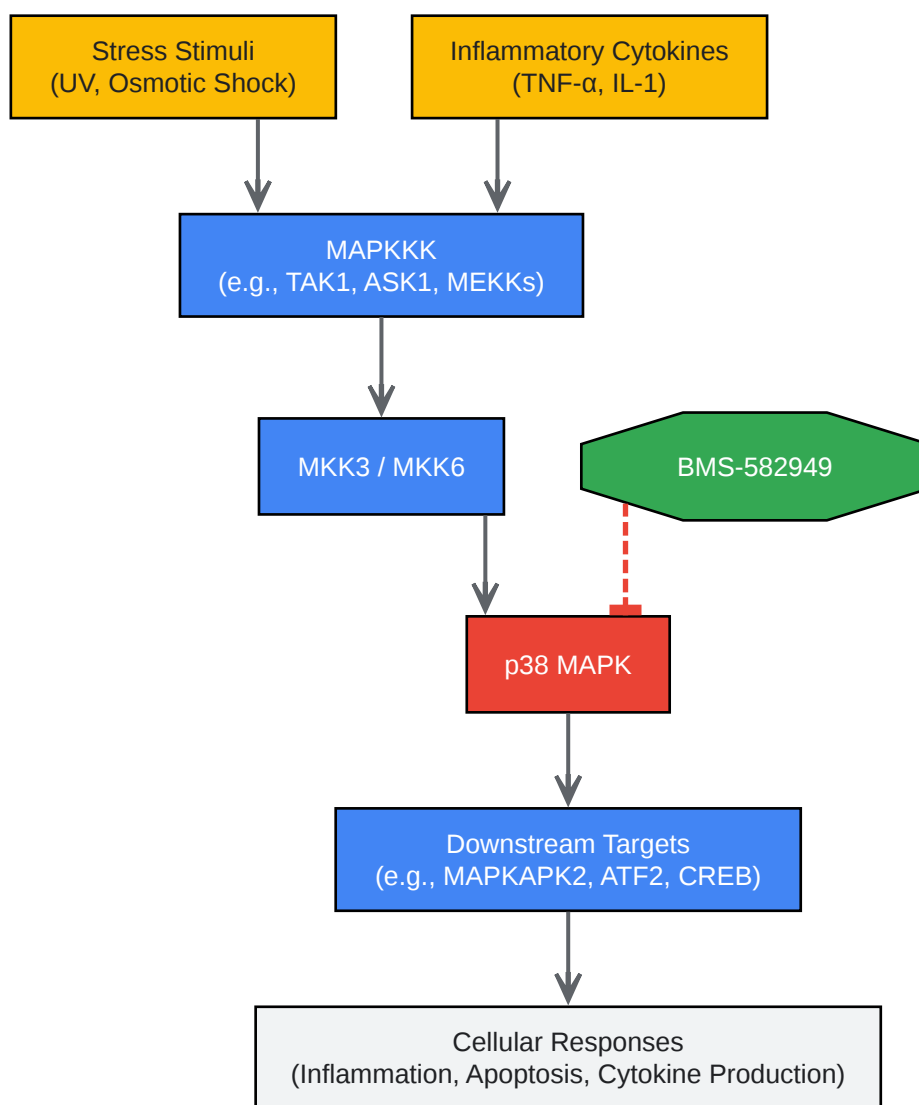 Stress Stimuli
(UV, Osmotic Shock)
Inflammatory Cytokines
(TNF-α, IL-1)
MAPKKK
(e.g., TAK1, ASK1, MEKKs)
MKK3 / MKK6
BMS-582949
p38 MAPK
Downstream Targets
(e.g., MAPKAPK2, ATF2, CREB)
Cellular Responses
(Inflammation, Apoptosis, Cytokine Production)